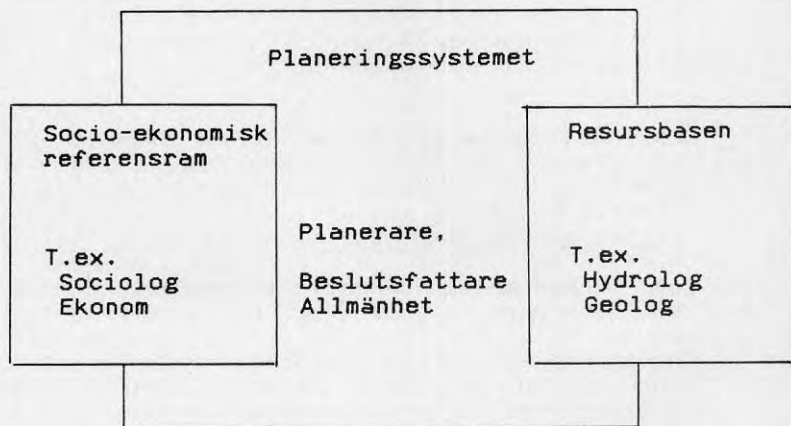 Planeringssystemet
Socio-ekonomisk
referensram
T.ex.
Sociolog
Ekonom
Planerare,
Beslutsfattare
Allmänhet
Resursbasen
T.ex.
Hydrolog
Geolog